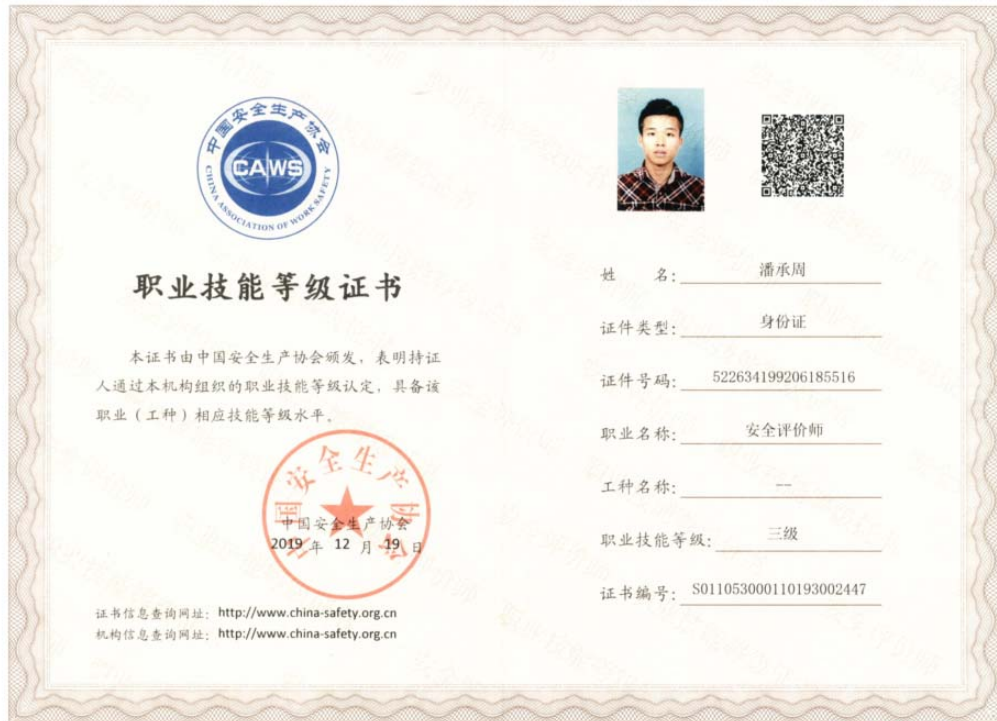 中国安全生产协会
CAWS
CHINA ASSOCIATION OF WORK SAFETY
职业技能等级证书
本证书由中国安全生产协会颁发，表明持证
人通过本机构组织的职业技能等级认定，具备该
职业（工种）相应技能等级水平。
中国安全生产协会
中国安全生产协会
2019 年 12 月 19 日
证书信息查询网址：http://www.china-safety.org.cn
机构信息查询网址：http://www.china-safety.org.cn
姓 名：潘承周
证件类型：身份证
证件号码：522634199206185516
职业名称：安全评价师
工种名称：--
职业技能等级：三级
证书编号：S011053000110193002447